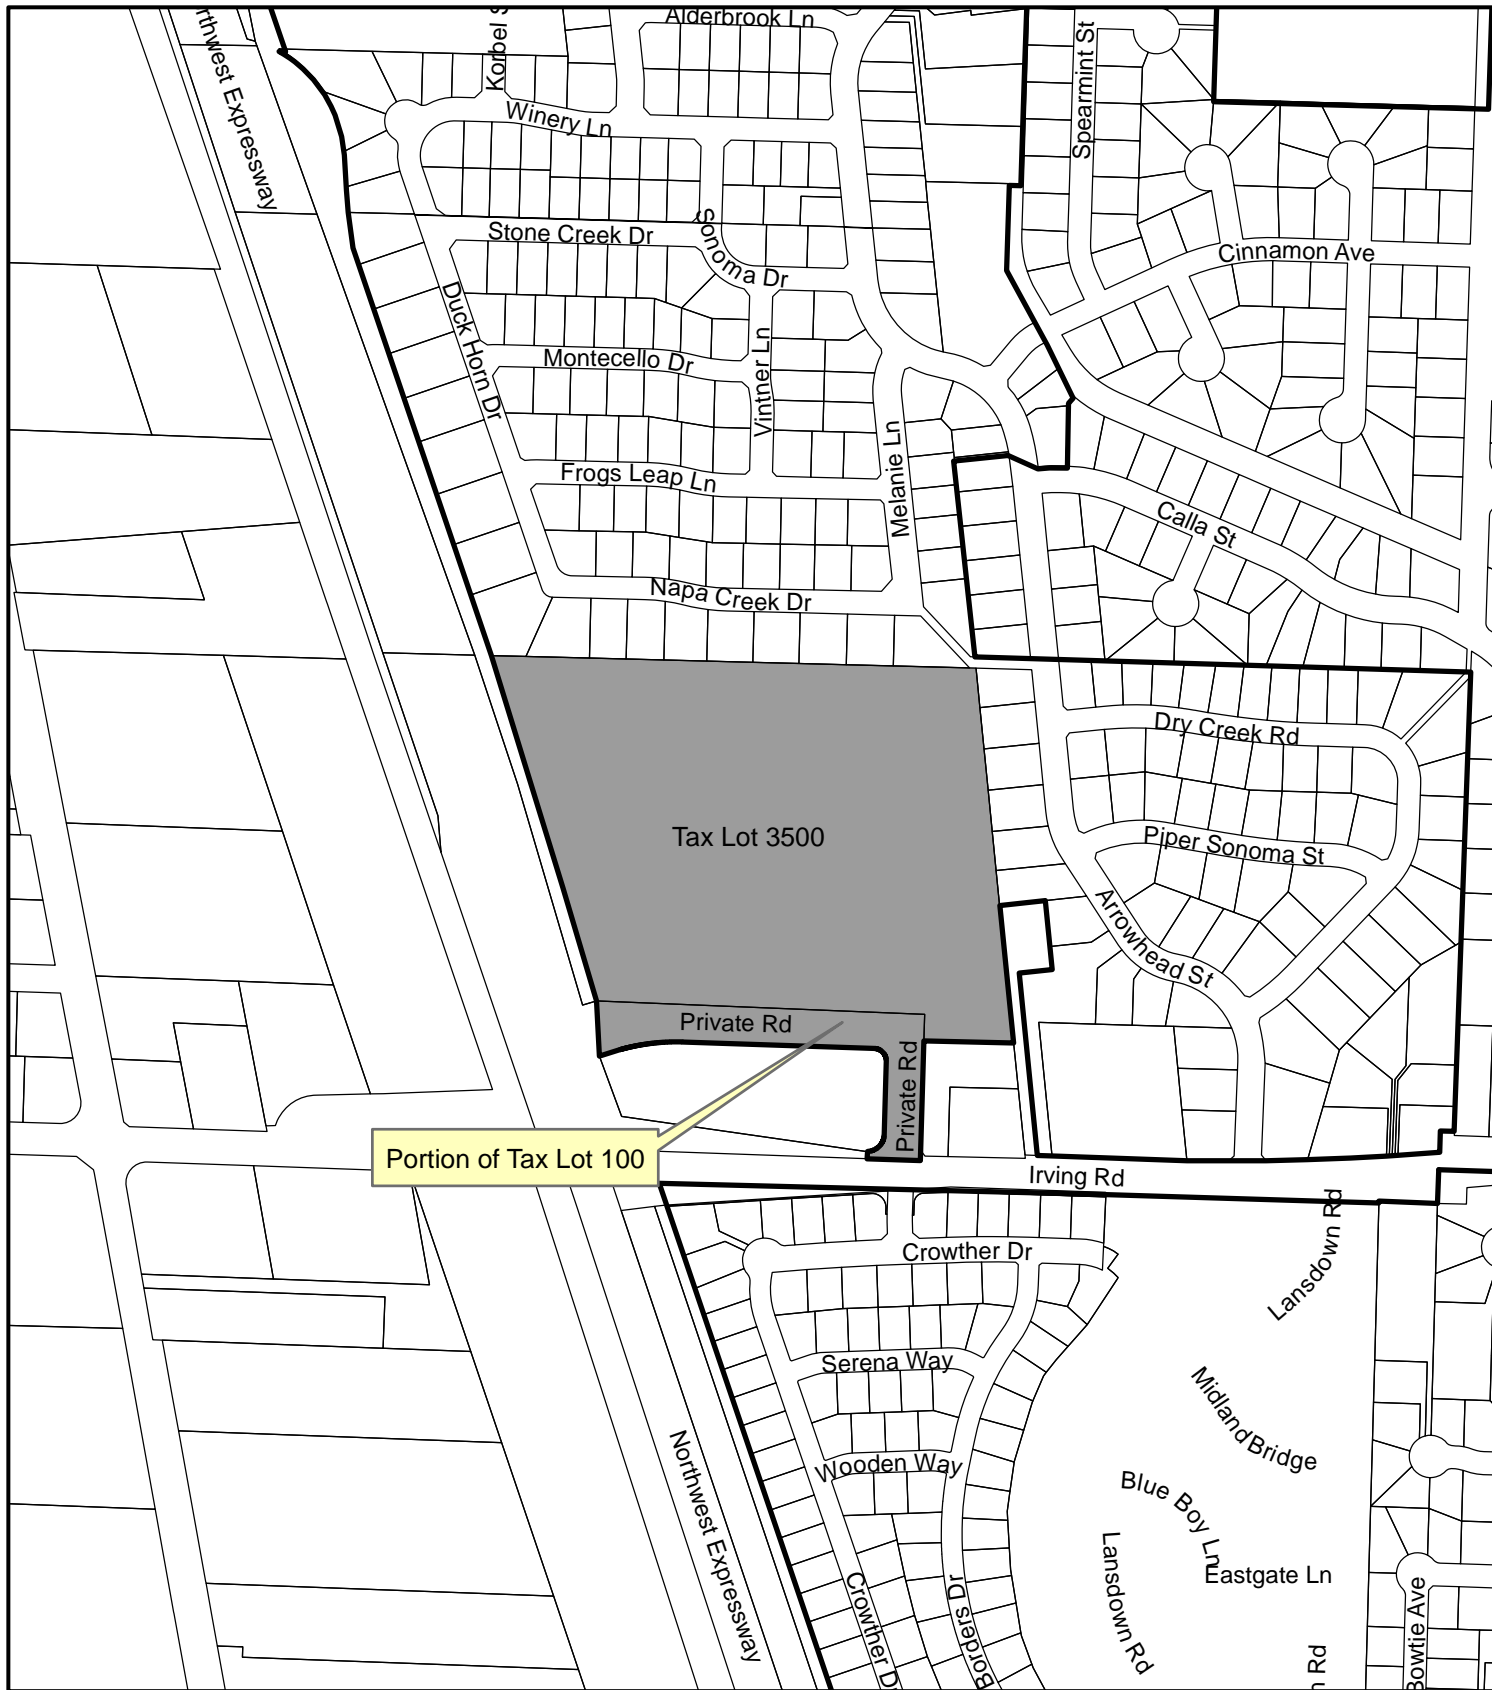 Alderbrook Ln
Korbel S
rthwest Expressway
Spearmint St
Winery Ln
Stone Creek Dr
Sonoma Dr
Cinnamon Ave
Duck Horn Dr
Montecello Dr
Vintner Ln
Melanie Ln
Frogs Leap Ln
Calla St
Napa Creek Dr
Dry Creek Rd
Tax Lot 3500
Piper Sonoma St
Arrowhead St
Private Rd
Private Rd
Portion of Tax Lot 100
Irving Rd
Crowther Dr
Lansdown Rd
Serena Way
Midland
Bridge
Wooden Way
Northwest Expressway
Blue Boy Ln
Lansdown Rd
Eastgate Ln
Crowther Dr
Borders Dr
Bowtie Ave
n Rd